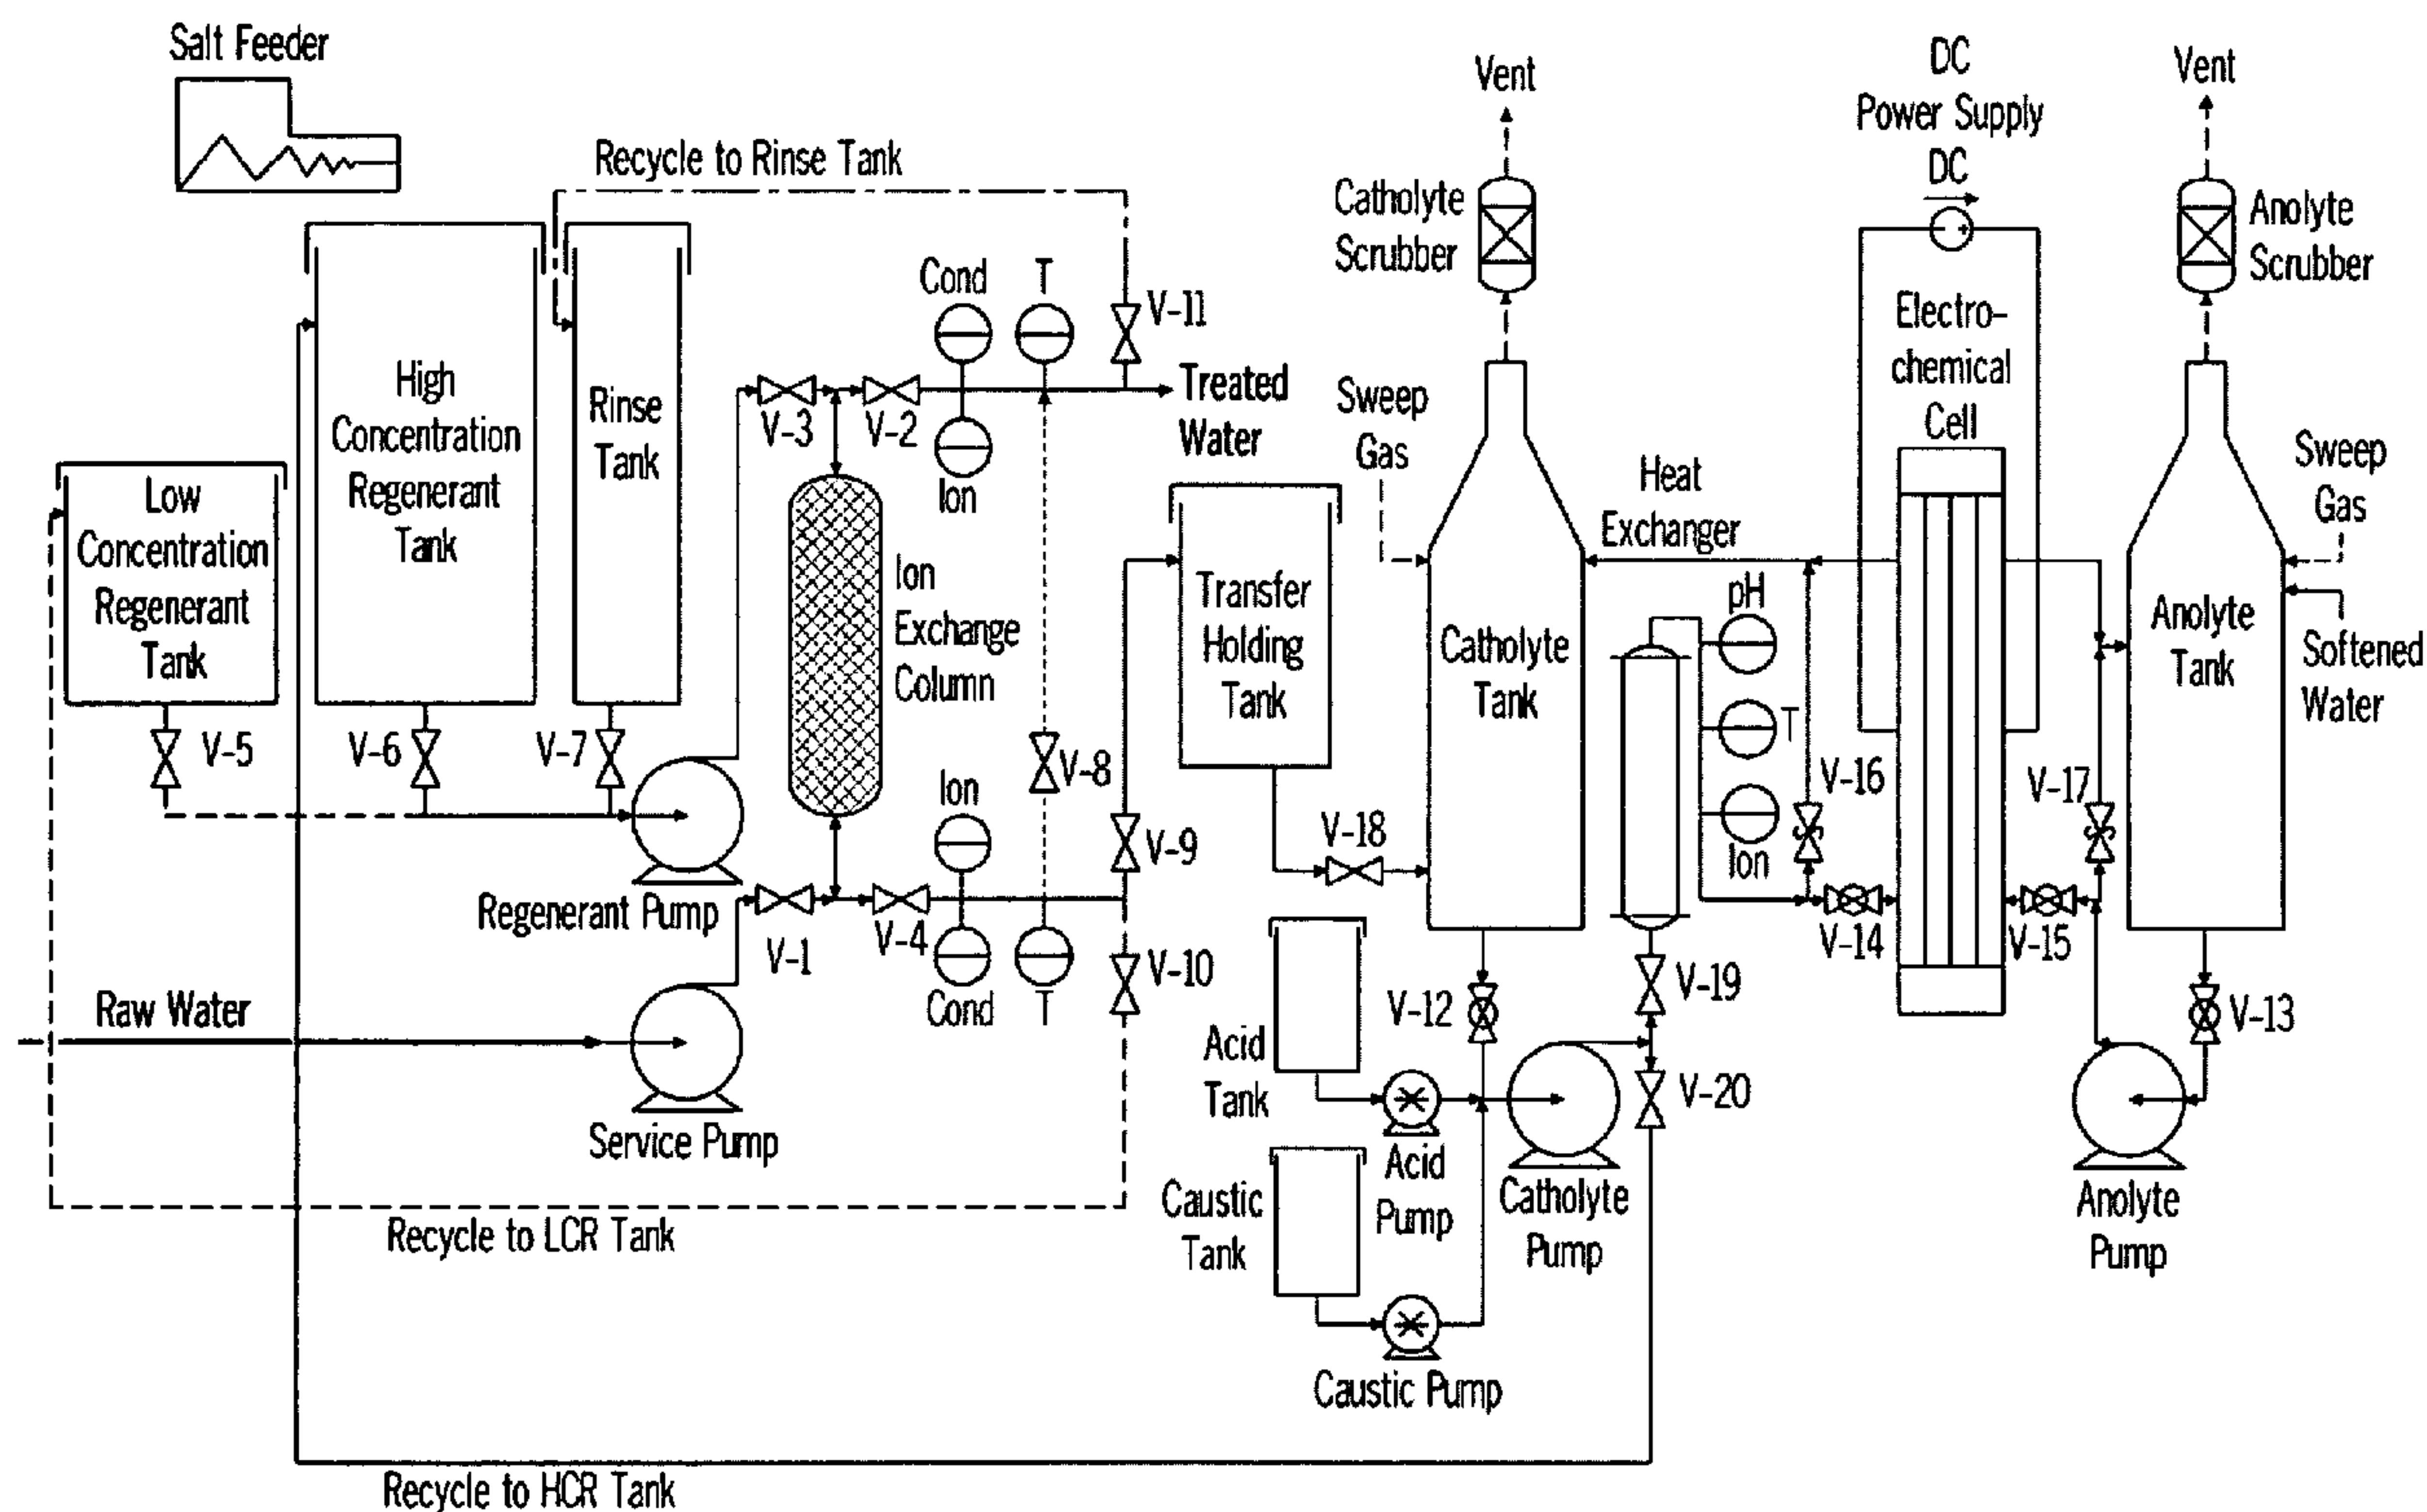 Salt Feeder
Recycle to Rinse Tank
Low
Concentration
Regenerant
Tank
High
Concentration
Regenerant
Tank
Rinse
Tank
V-5
V-6
V-7
Regenerant Pump
Raw Water
Service Pump
Recycle to LCR Tank
Recycle to HCR Tank
Cond
T
V-11
V-3
V-2
Ion
Treated
Water
Ion
Exchange
Column
V-8
Ion
V-9
V-1
V-4
Cond
T
V-10
Transfer
Holding
Tank
V-18
Vent
Catholyte
Scrubber
Sweep
Gas
Catholyte
Tank
Heat
Exchanger
pH
T
Ion
V-12
V-19
V-20
Acid
Tank
Acid
Pump
Caustic
Tank
Caustic Pump
Catholyte
Pump
DC
Power Supply
DC
- +
Electro-
chemical
Cell
V-16
V-17
V-14
V-15
Vent
Anolyte
Scrubber
Sweep
Gas
Anolyte
Tank
Softened
Water
V-13
Anolyte
Pump